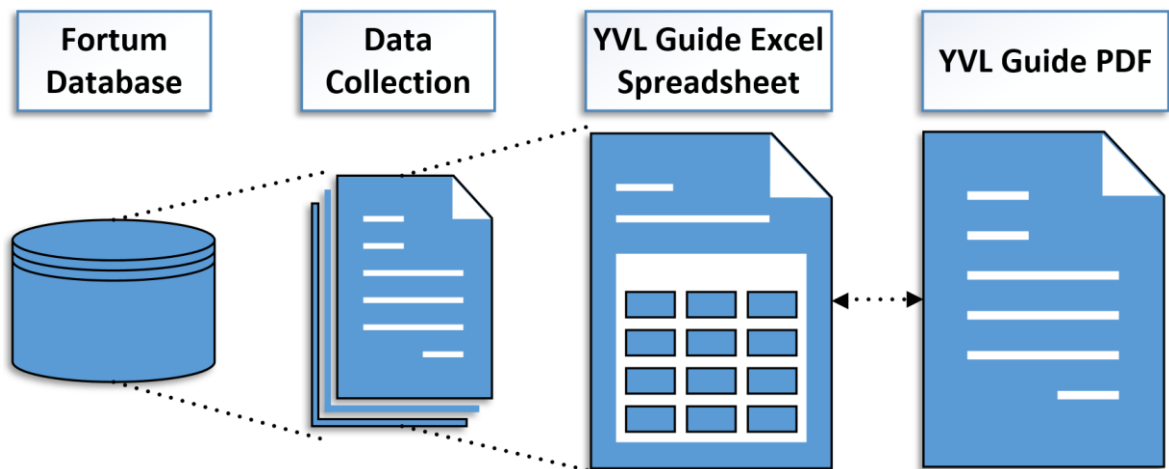 Fortum
Database
Data
Collection
YVL Guide Excel
Spreadsheet
YVL Guide PDF